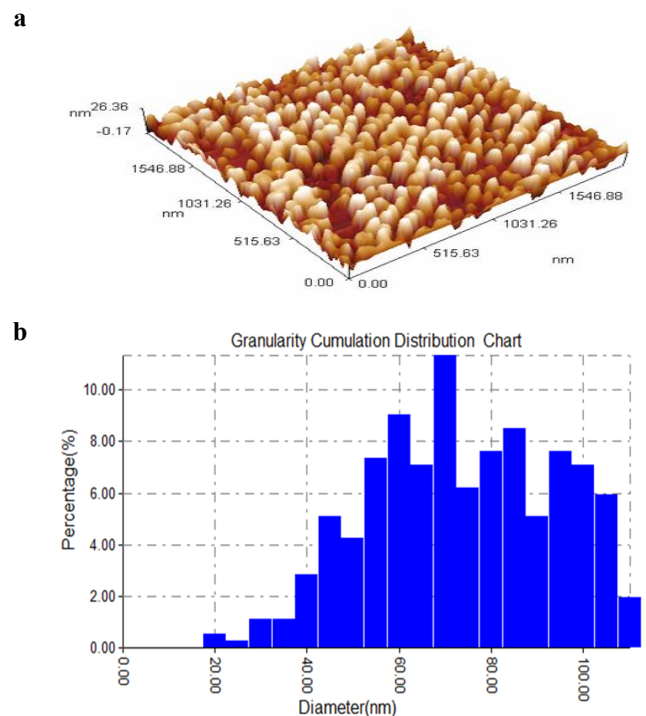 a
nm
26.36
-0.17
1546.88
1031.26
nm
515.63
0.00
0.00
515.63
1031.26
1546.88
nm
b
Granularity Cumulation Distribution Chart
Percentage(%)
10.00
8.00
6.00
4.00
2.00
0.00
0.00
20.00
40.00
60.00
80.00
100.00
Diameter(nm)